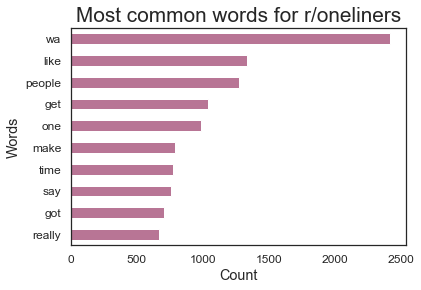 Most common words for r/oneliners
wa
like
people
get
one
make
time
say
got
really
Words
0 500 1000 1500 2000 2500
Count